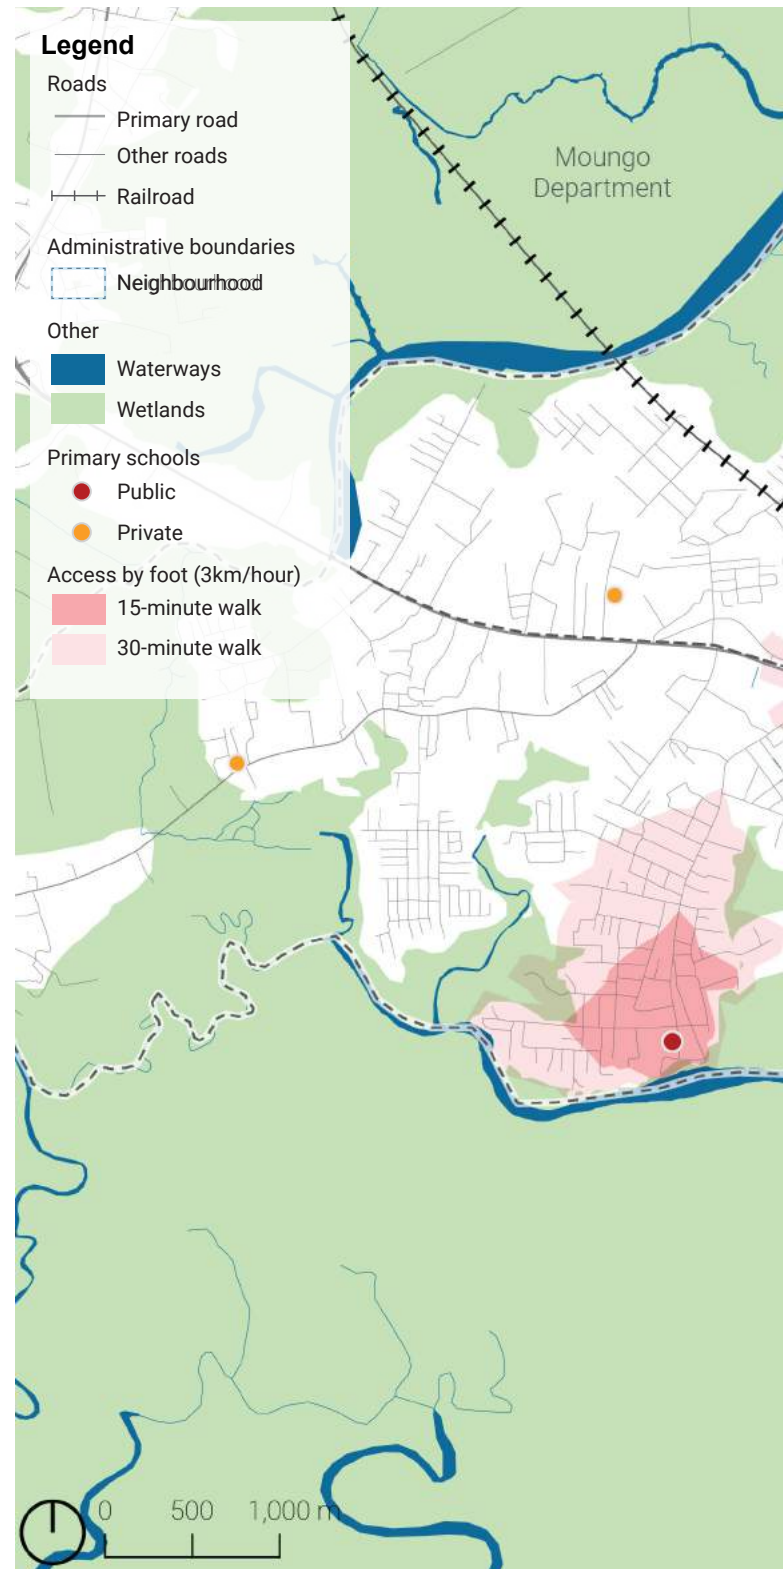 Legend
Roads
Primary road
Other roads
Railroad
Administrative boundaries
Neighbourhood
Other
Waterways
Wetlands
Primary schools
Public
Private
Access by foot (3km/hour)
15-minute walk
30-minute walk
Moungo
Department
0 500 1,000 m